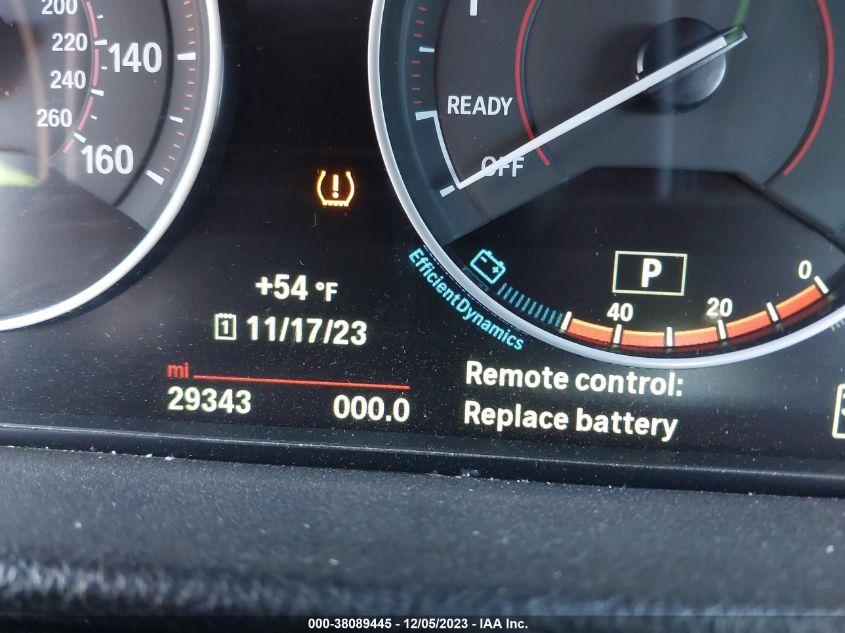 200
220
240
260
140
160
READY
OFF
+54 °F
1 11/17/23
mi
29343 000.0
EfficientDynamics
P
40 20 0
Remote control:
Replace battery
000-38089445 - 12/05/2023 - IAA Inc.